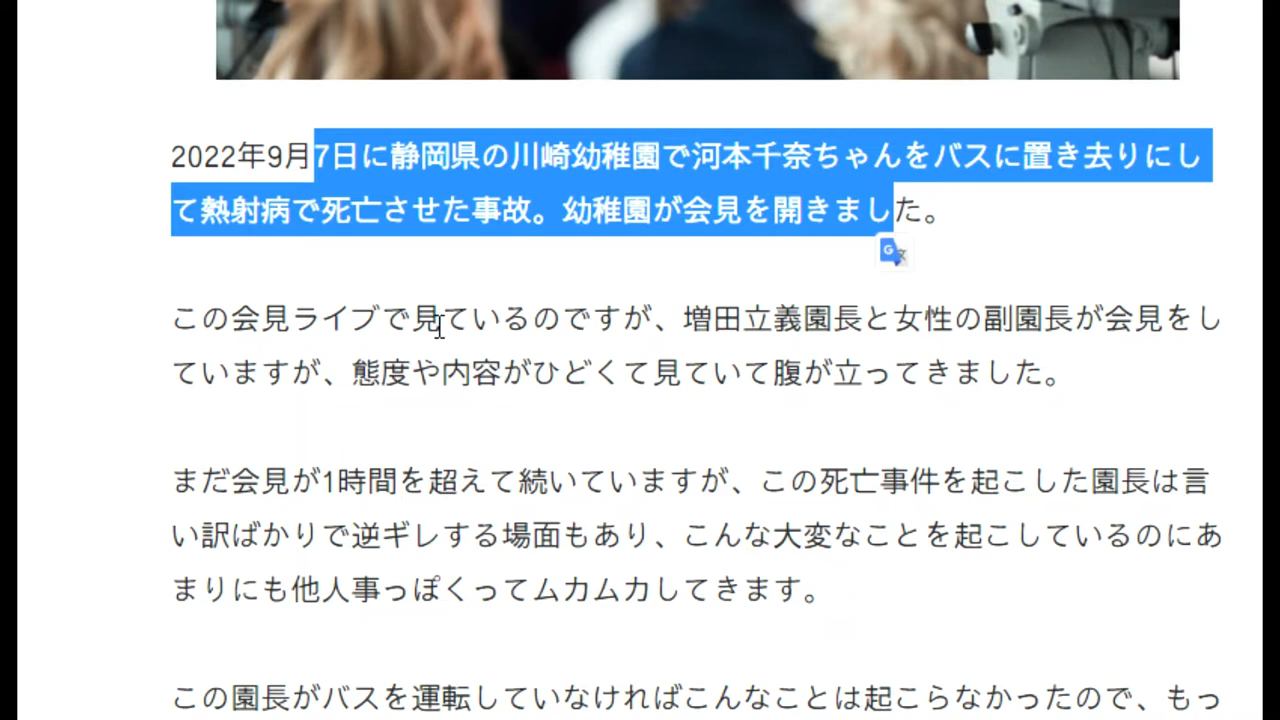 2022年9月7日に静岡県の川崎幼稚園で河本千奈ちゃんをバスに置き去りにし
て熱射病で死亡させた事故。幼稚園が会見を開きました。
この会見ライブで見ているのですが、増田立義園長と女性の副園長が会見をし
ていますが、態度や内容がひどくて見ていて腹が立ってきました。
まだ会見が1時間を超えて続いていますが、この死亡事件を起こした園長は言
い訳ばかりで逆ギレする場面もあり、こんな大変なことを起こしているのにあ
まりにも他人事っぽくってムカムカしてきます。
この園長がバスを運転していなければこんなことは起こらなかったので、もっ